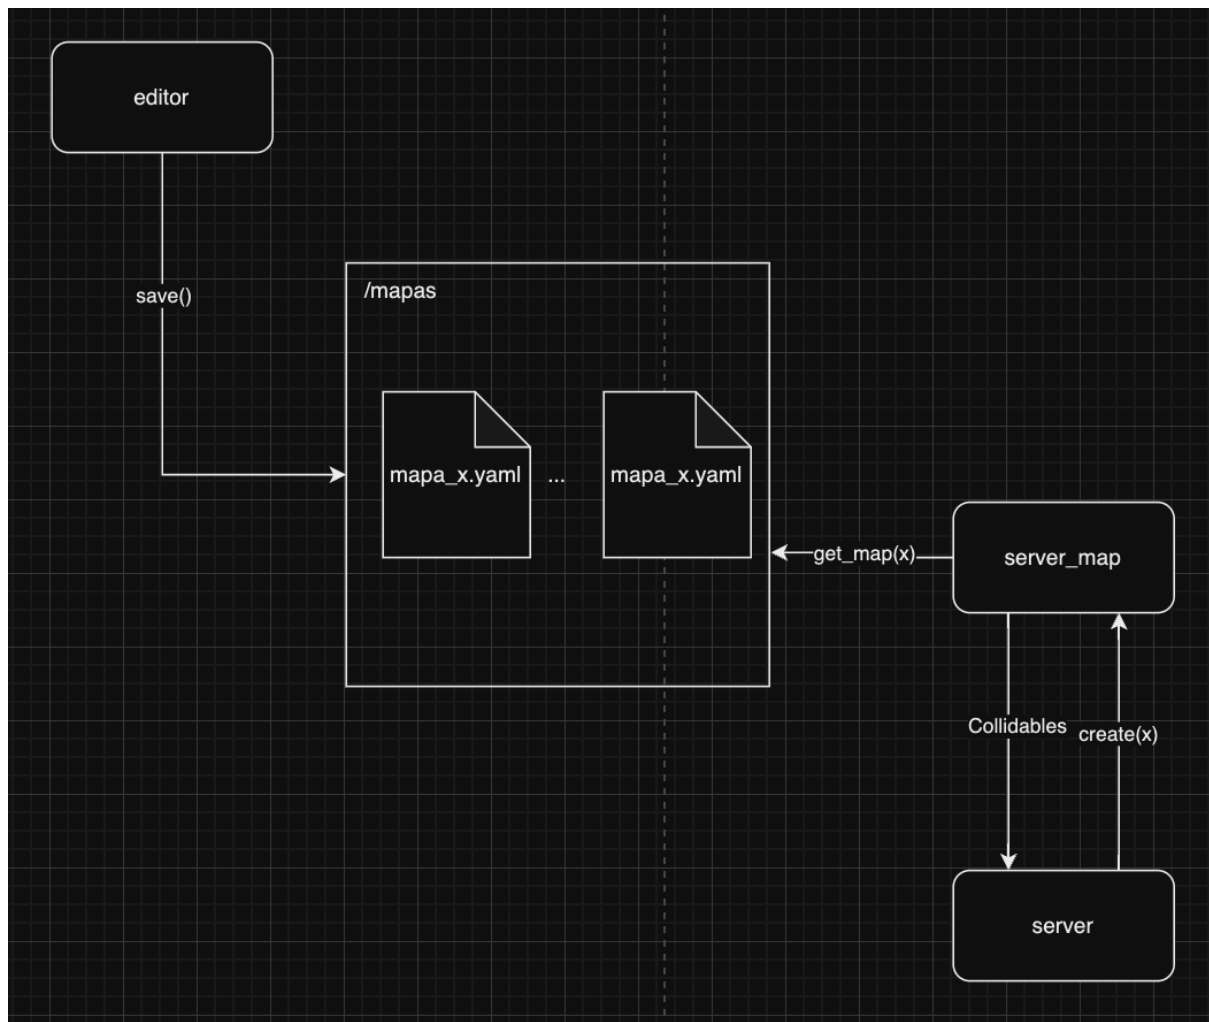 editor
save()
/mapas
mapa_x.yaml
...
mapa_x.yaml
get_map(x)
server_map
Collidables
create(x)
server